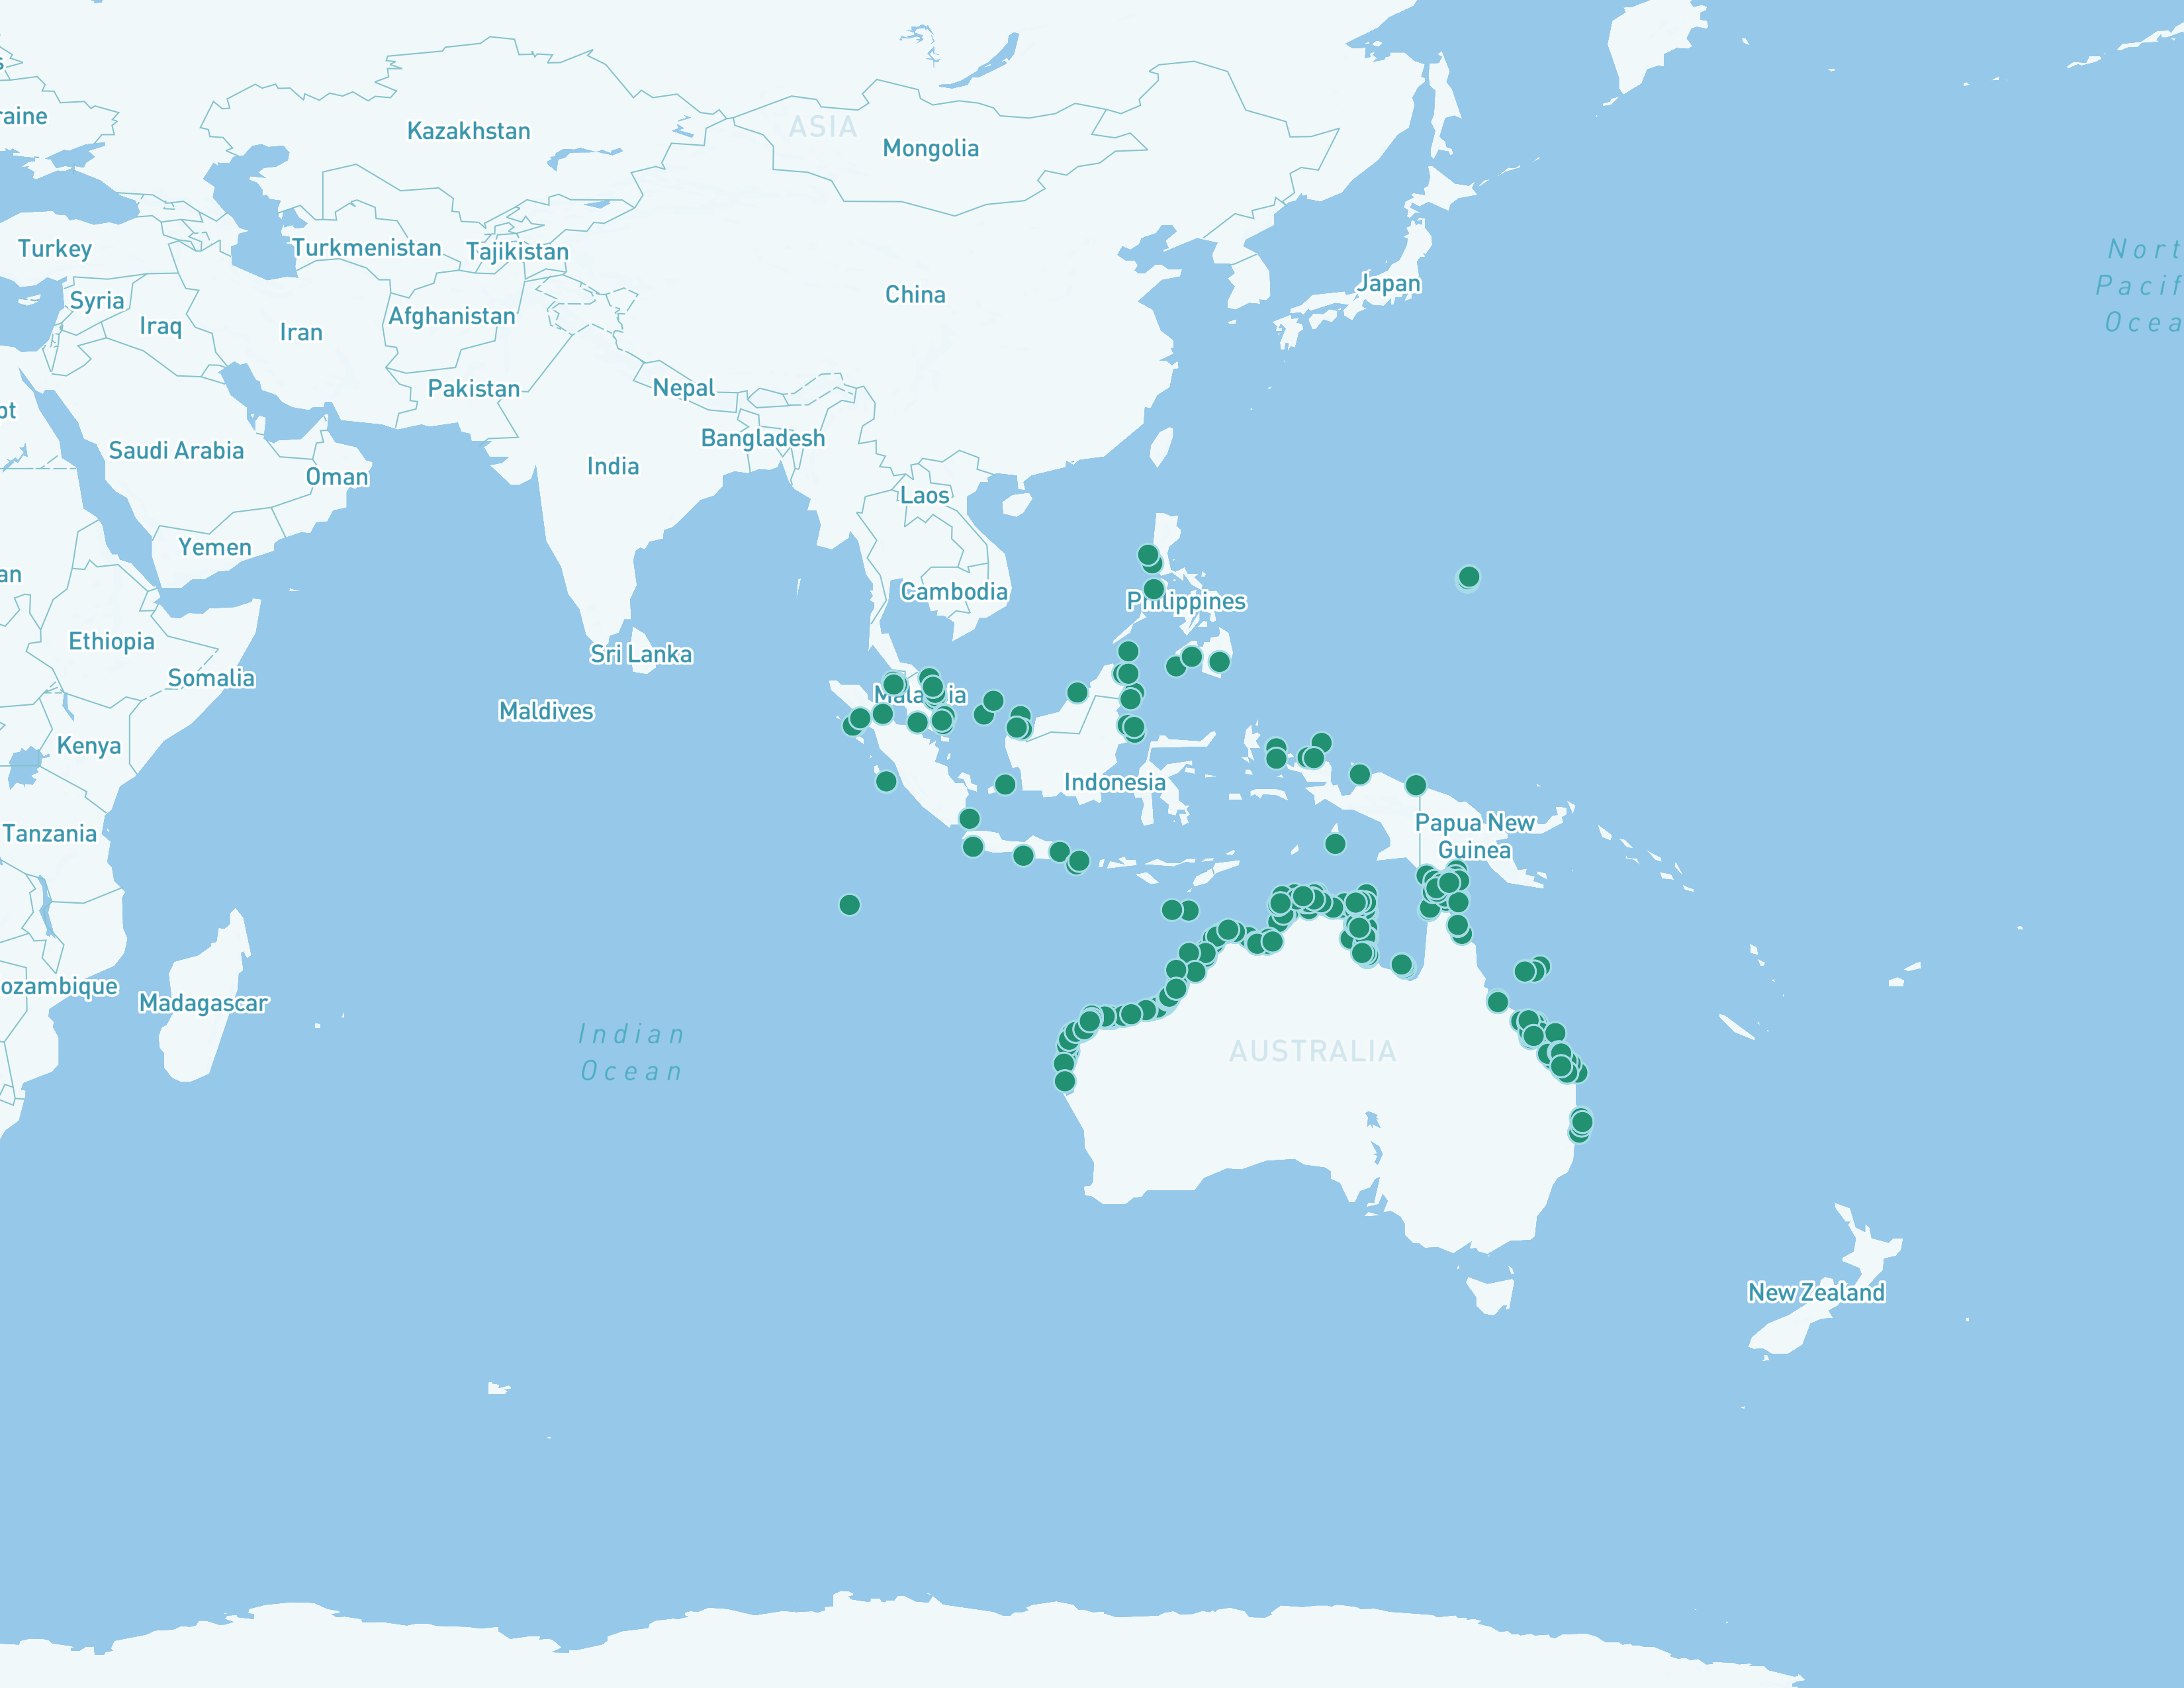 raine
Kazakhstan
ASIA
Mongolia
Turkey
Turkmenistan
Tajikistan
Nort
Pacif
Ocea
Syria
Iraq
Iran
Afghanistan
China
Japan
Pakistan
Nepal
pt
Saudi Arabia
Oman
Bangladesh
India
Laos
Yemen
an
Cambodia
Philippines
Ethiopia
Sri Lanka
Somalia
Malaysia
Maldives
Kenya
Indonesia
Tanzania
Papua New
Guinea
ozambique
Madagascar
Indian
Ocean
AUSTRALIA
New Zealand